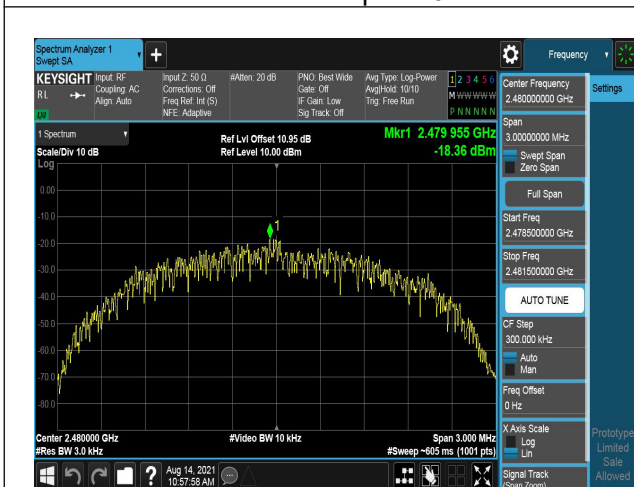 Spectrum Analyzer 1
Swept SA
+
Frequency
KEYSIGHT
RL
LXI
Input: RF
Coupling: AC
Align: Auto
Input Z: 50 Ω
Corrections: Off
Freq Ref: Int (S)
NFE: Adaptive
#Atten: 20 dB
PNO: Best Wide
Gate: Off
IF Gain: Low
Sig Track: Off
Avg Type: Log-Power
Avg|Hold: 10/10
Trig: Free Run
1 2 3 4 5 6
M W W W W W
P N N N N N
1 Spectrum
Scale/Div 10 dB
Log
Ref Lvl Offset 10.95 dB
Ref Level 10.00 dBm
Mkr1 2.479 955 GHz
-18.36 dBm
0.00
-10.0
-20.0
-30.0
-40.0
-50.0
-60.0
-70.0
-80.0
1
Center 2.480000 GHz
#Res BW 3.0 kHz
#Video BW 10 kHz
Span 3.000 MHz
#Sweep ~605 ms (1001 pts)
Aug 14, 2021
10:57:58 AM
?
Center Frequency
2.480000000 GHz
Settings
Span
3.00000000 MHz
Swept Span
Zero Span
Full Span
Start Freq
2.478500000 GHz
Stop Freq
2.481500000 GHz
AUTO TUNE
CF Step
300.000 kHz
Auto
Man
Freq Offset
0 Hz
X Axis Scale
Log
Lin
Signal Track
(Span Zoom)
Prototype
Limited
Sale
Allowed